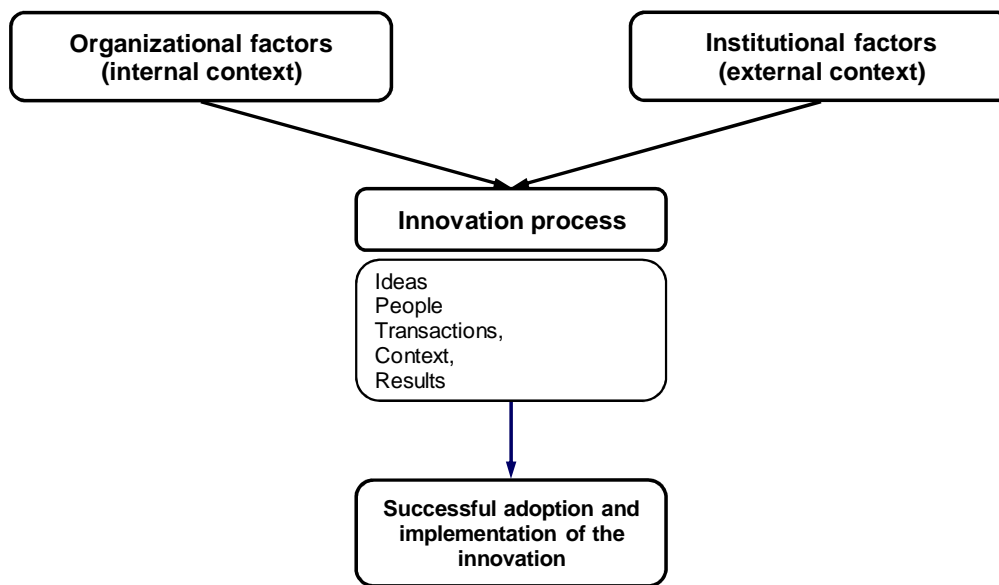 Organizational factors
(internal context)
Institutional factors
(external context)
Innovation process
Ideas
People
Transactions,
Context,
Results
Successful adoption and
implementation of the
innovation